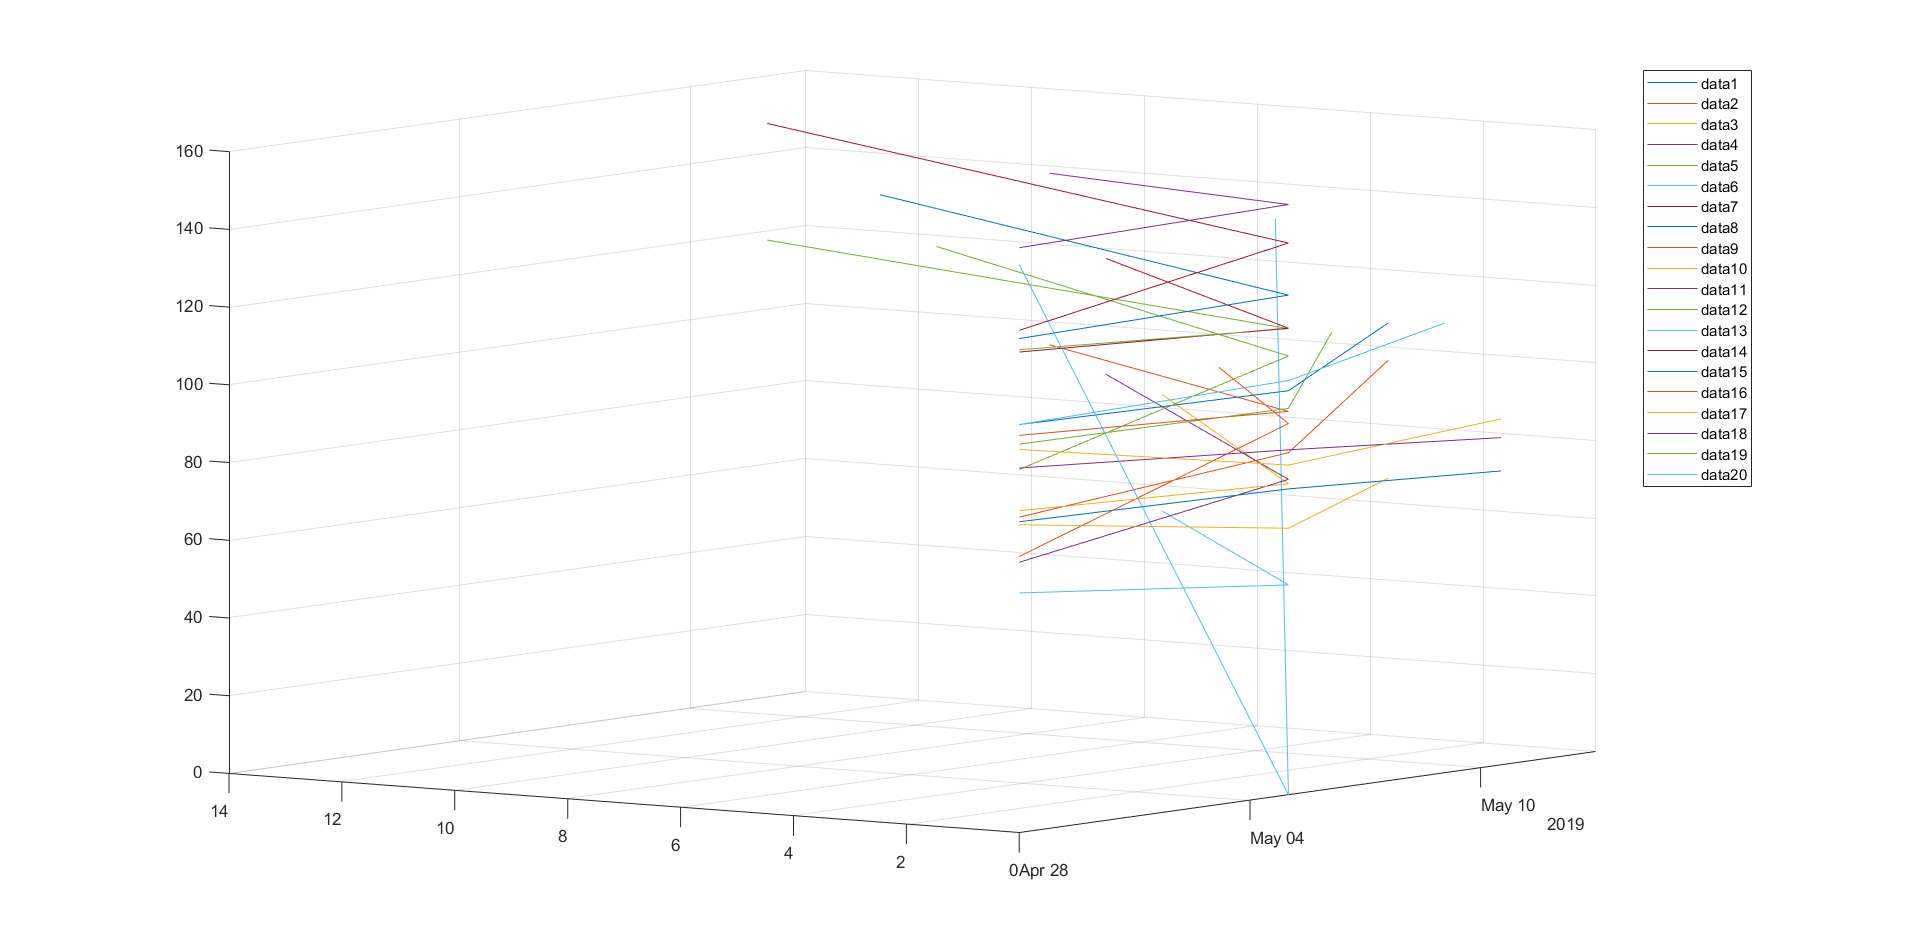 160
140
120
100
80
60
40
20
0
14
12
10
8
6
4
2
0Apr 28
May 04
May 10
2019
data1
data2
data3
data4
data5
data6
data7
data8
data9
data10
data11
data12
data13
data14
data15
data16
data17
data18
data19
data20